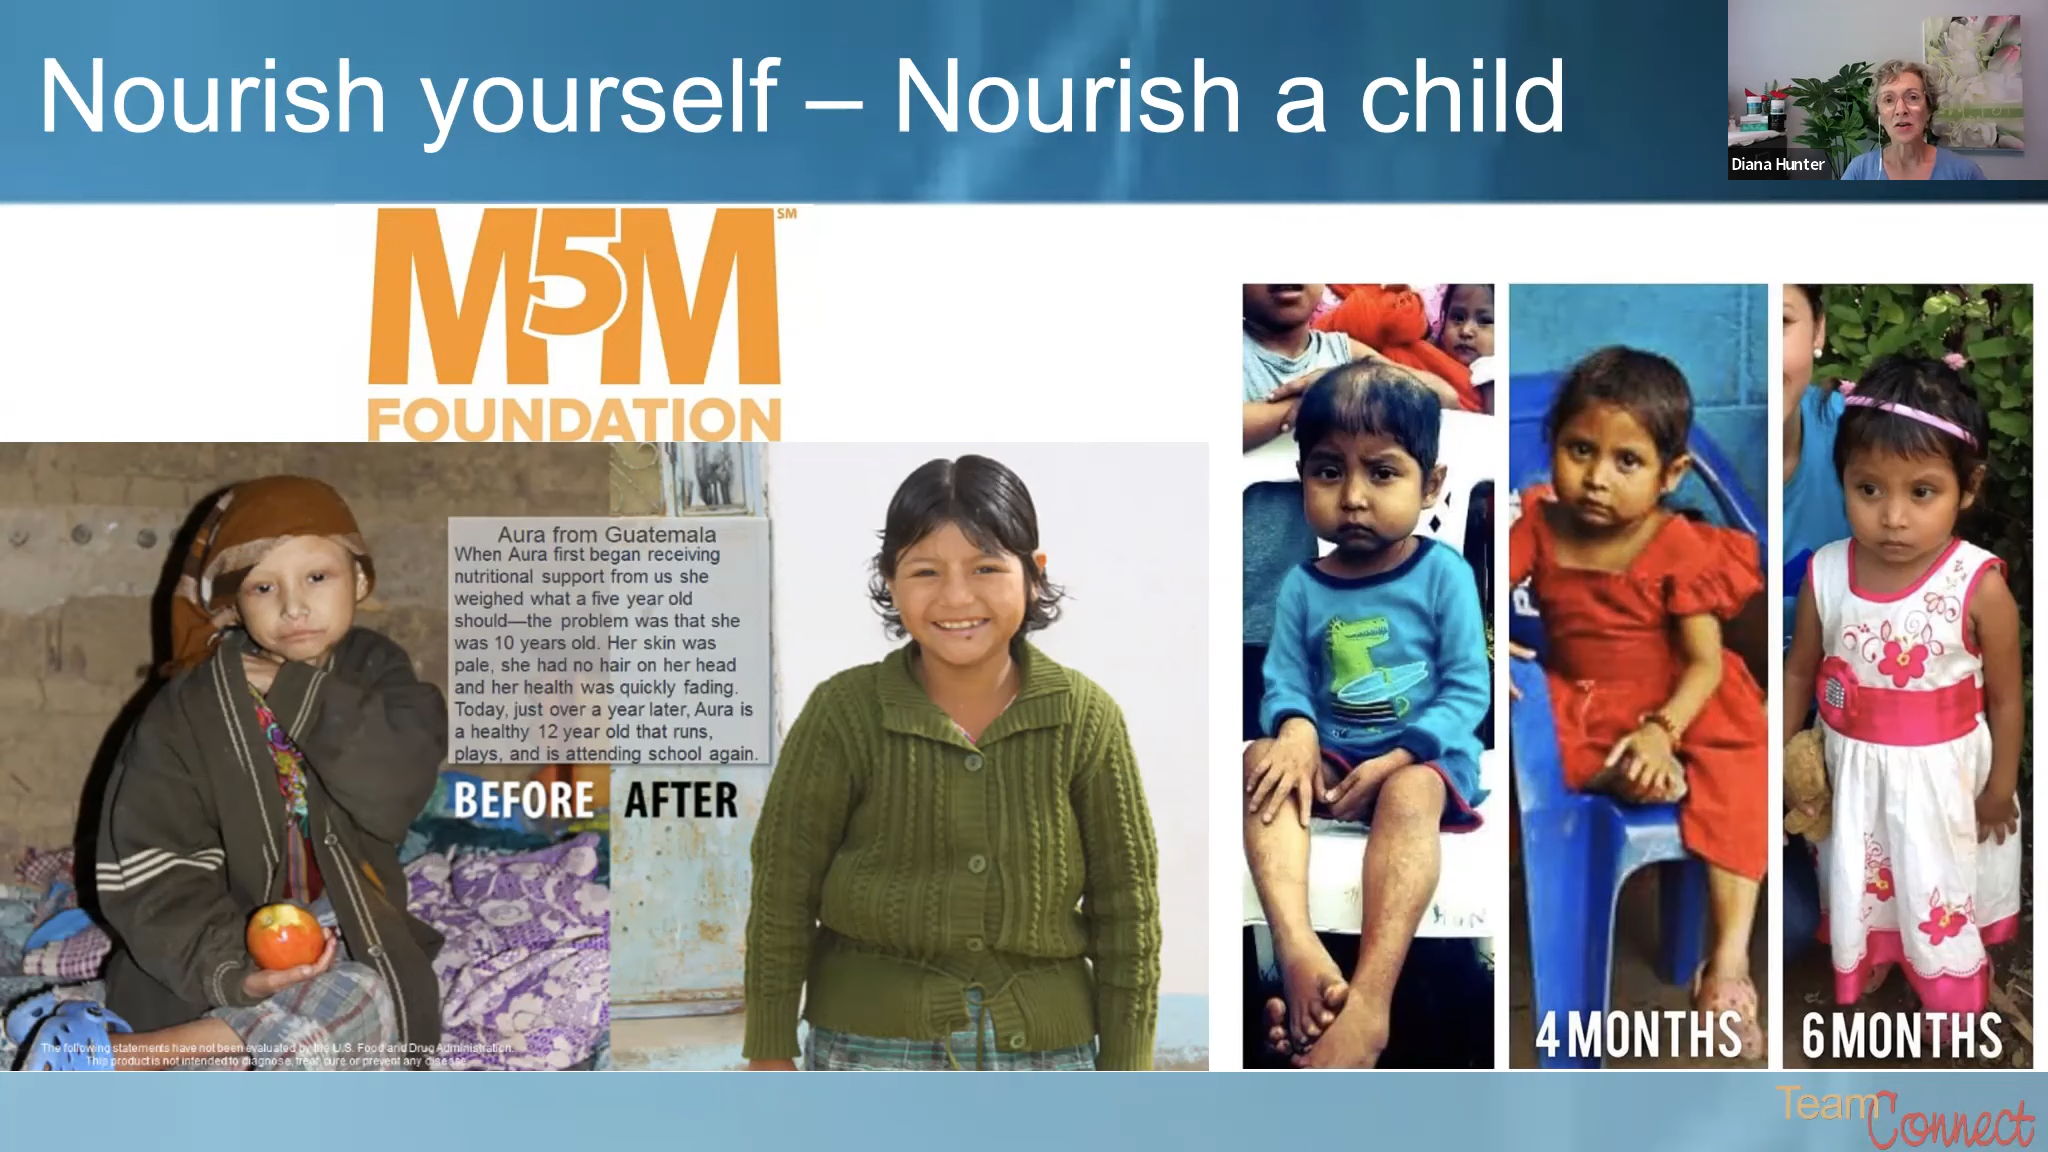 Nourish yourself – Nourish a child
Diana Hunter
M5M SM
FOUNDATION
Aura from Guatemala
When Aura first began receiving
nutritional support from us she
weighed what a five year old
should—the problem was that she
was 10 years old. Her skin was
pale, she had no hair on her head
and her health was quickly fading.
Today, just over a year later, Aura is
a healthy 12 year old that runs,
plays, and is attending school again.
BEFORE AFTER
The following statements have not been evaluated by the U.S. Food and Drug Administration.
This product is not intended to diagnose, treat, cure or prevent any disease.
4 MONTHS
6 MONTHS
Team Connect